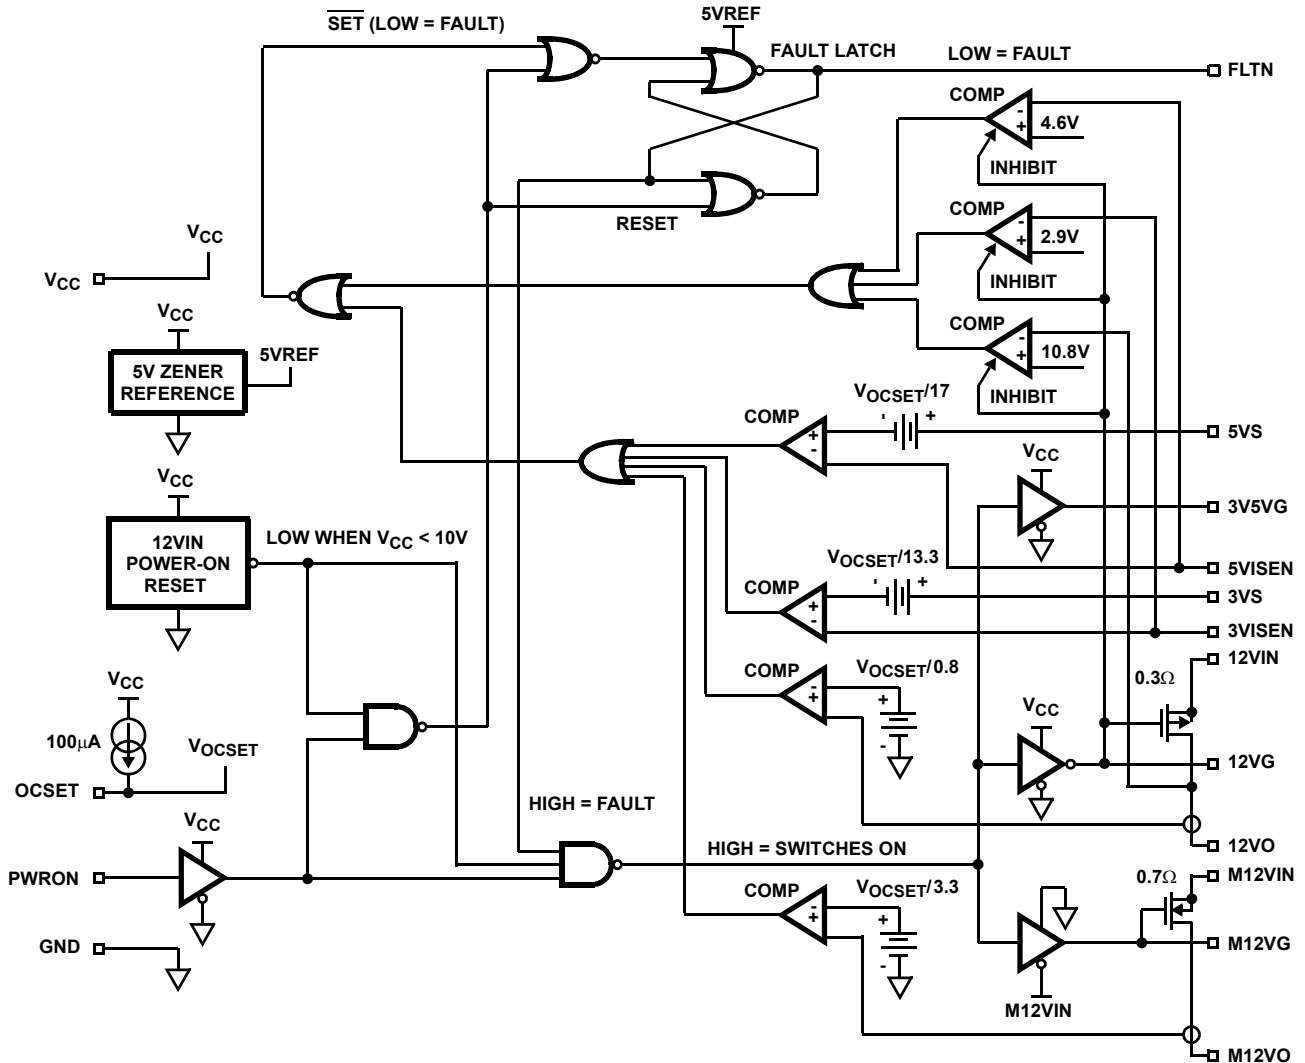 SET (LOW = FAULT)
5VREF
FAULT LATCH
LOW = FAULT
FLTN
COMP
-
+
4.6V
INHIBIT
RESET
COMP
-
+
2.9V
INHIBIT
COMP
-
+
10.8V
INHIBIT
VCC
VCC
VCC
5V ZENER
REFERENCE
5VREF
VCC
12VIN
POWER-ON
RESET
LOW WHEN VCC < 10V
VOCSET/17
- +
COMP
+
-
5VS
VCC
3V5VG
5VISEN
VOCSET/13.3
- +
COMP
+
-
3VS
3VISEN
12VIN
0.3Ω
COMP
-
+
VOCSET/0.8
+
-
VCC
12VG
12VO
VCC
100µA
VOCSET
OCSET
HIGH = FAULT
VCC
PWRON
GND
HIGH = SWITCHES ON
COMP
-
+
VOCSET/3.3
+
-
M12VIN
0.7Ω
M12VIN
M12VG
M12VO